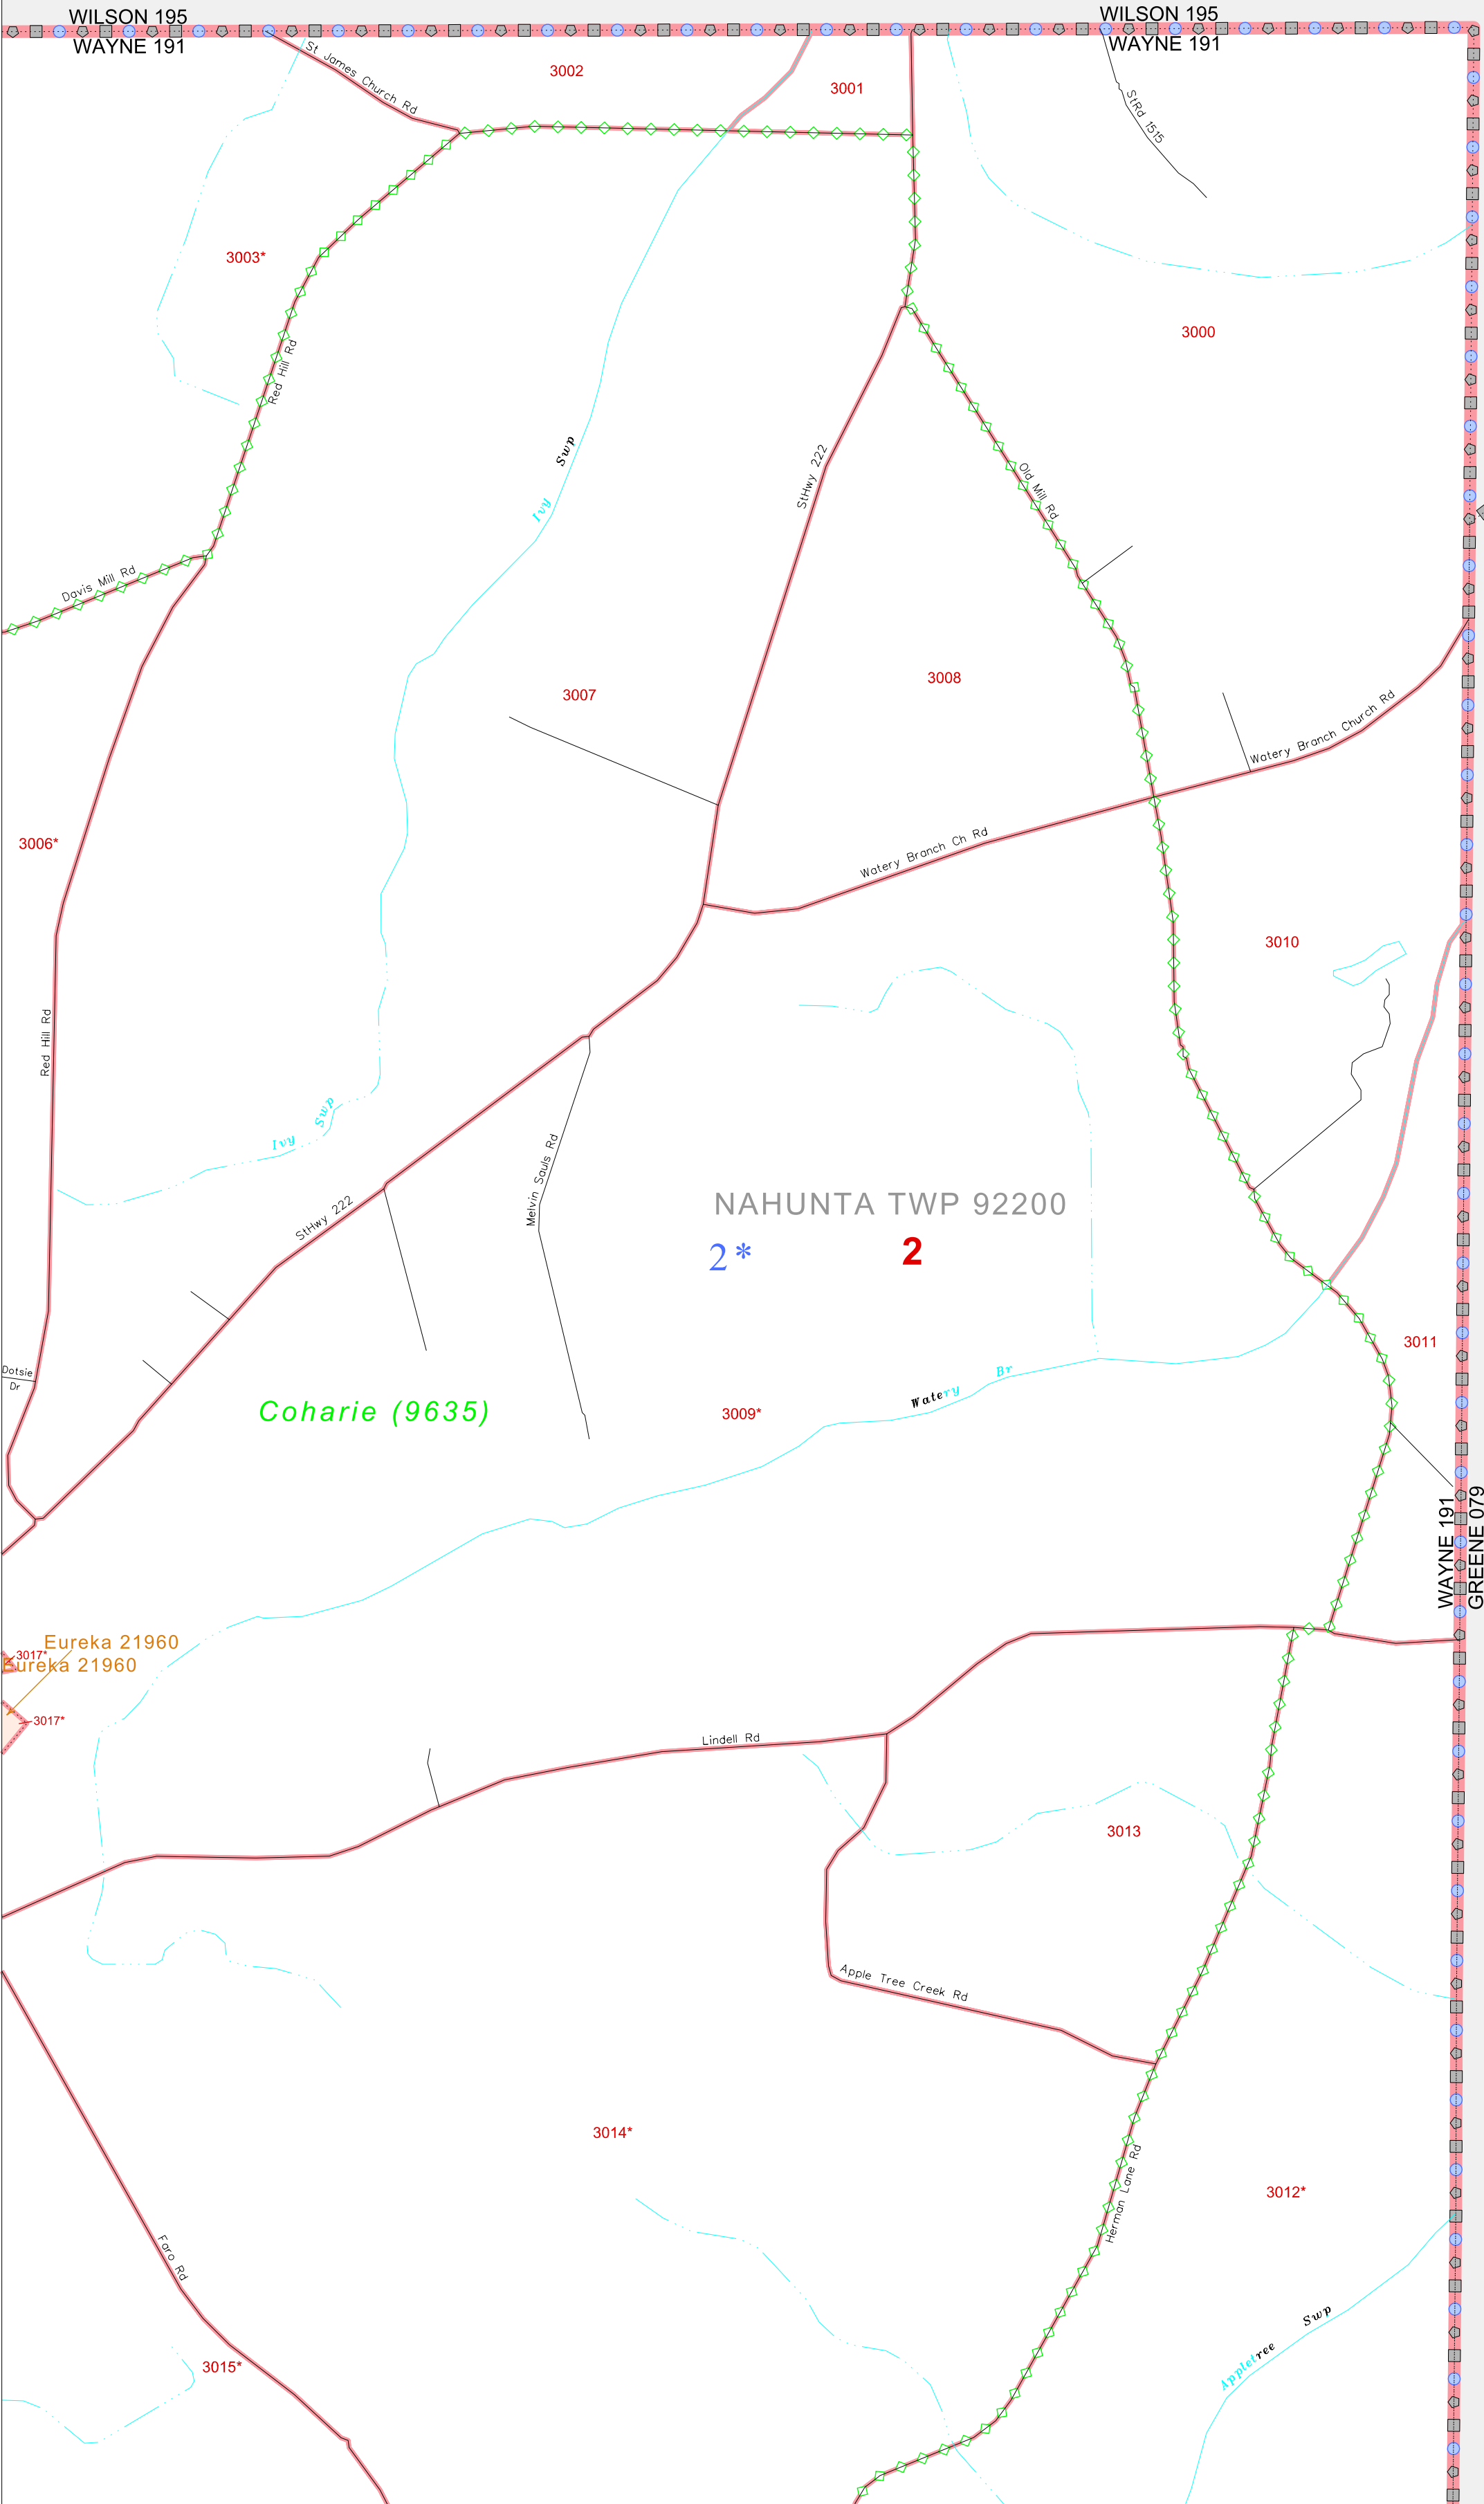 WILSON 195
WAYNE 191
WILSON 195
WAYNE 191
St James Church Rd
3002
3001
StRd 1515
3003*
3000
Red Hill Rd
Ivy Swp
StHwy 222
Old Mill Rd
Davis Mill Rd
3007
3008
Watery Branch Church Rd
3006*
Watery Branch Ch Rd
3010
Red Hill Rd
Ivy Swp
Melvin Sauls Rd
StHwy 222
NAHUNTA TWP 92200
2*
2
3011
Dotsie
Dr
Coharie (9635)
3009*
Watery Br
WAYNE 191
GREENE 079
Eureka 21960
3017*
Eureka 21960
3017*
Lindell Rd
3013
Apple Tree Creek Rd
3014*
Herman Lane Rd
3012*
Faro Rd
Appletree Swp
3015*